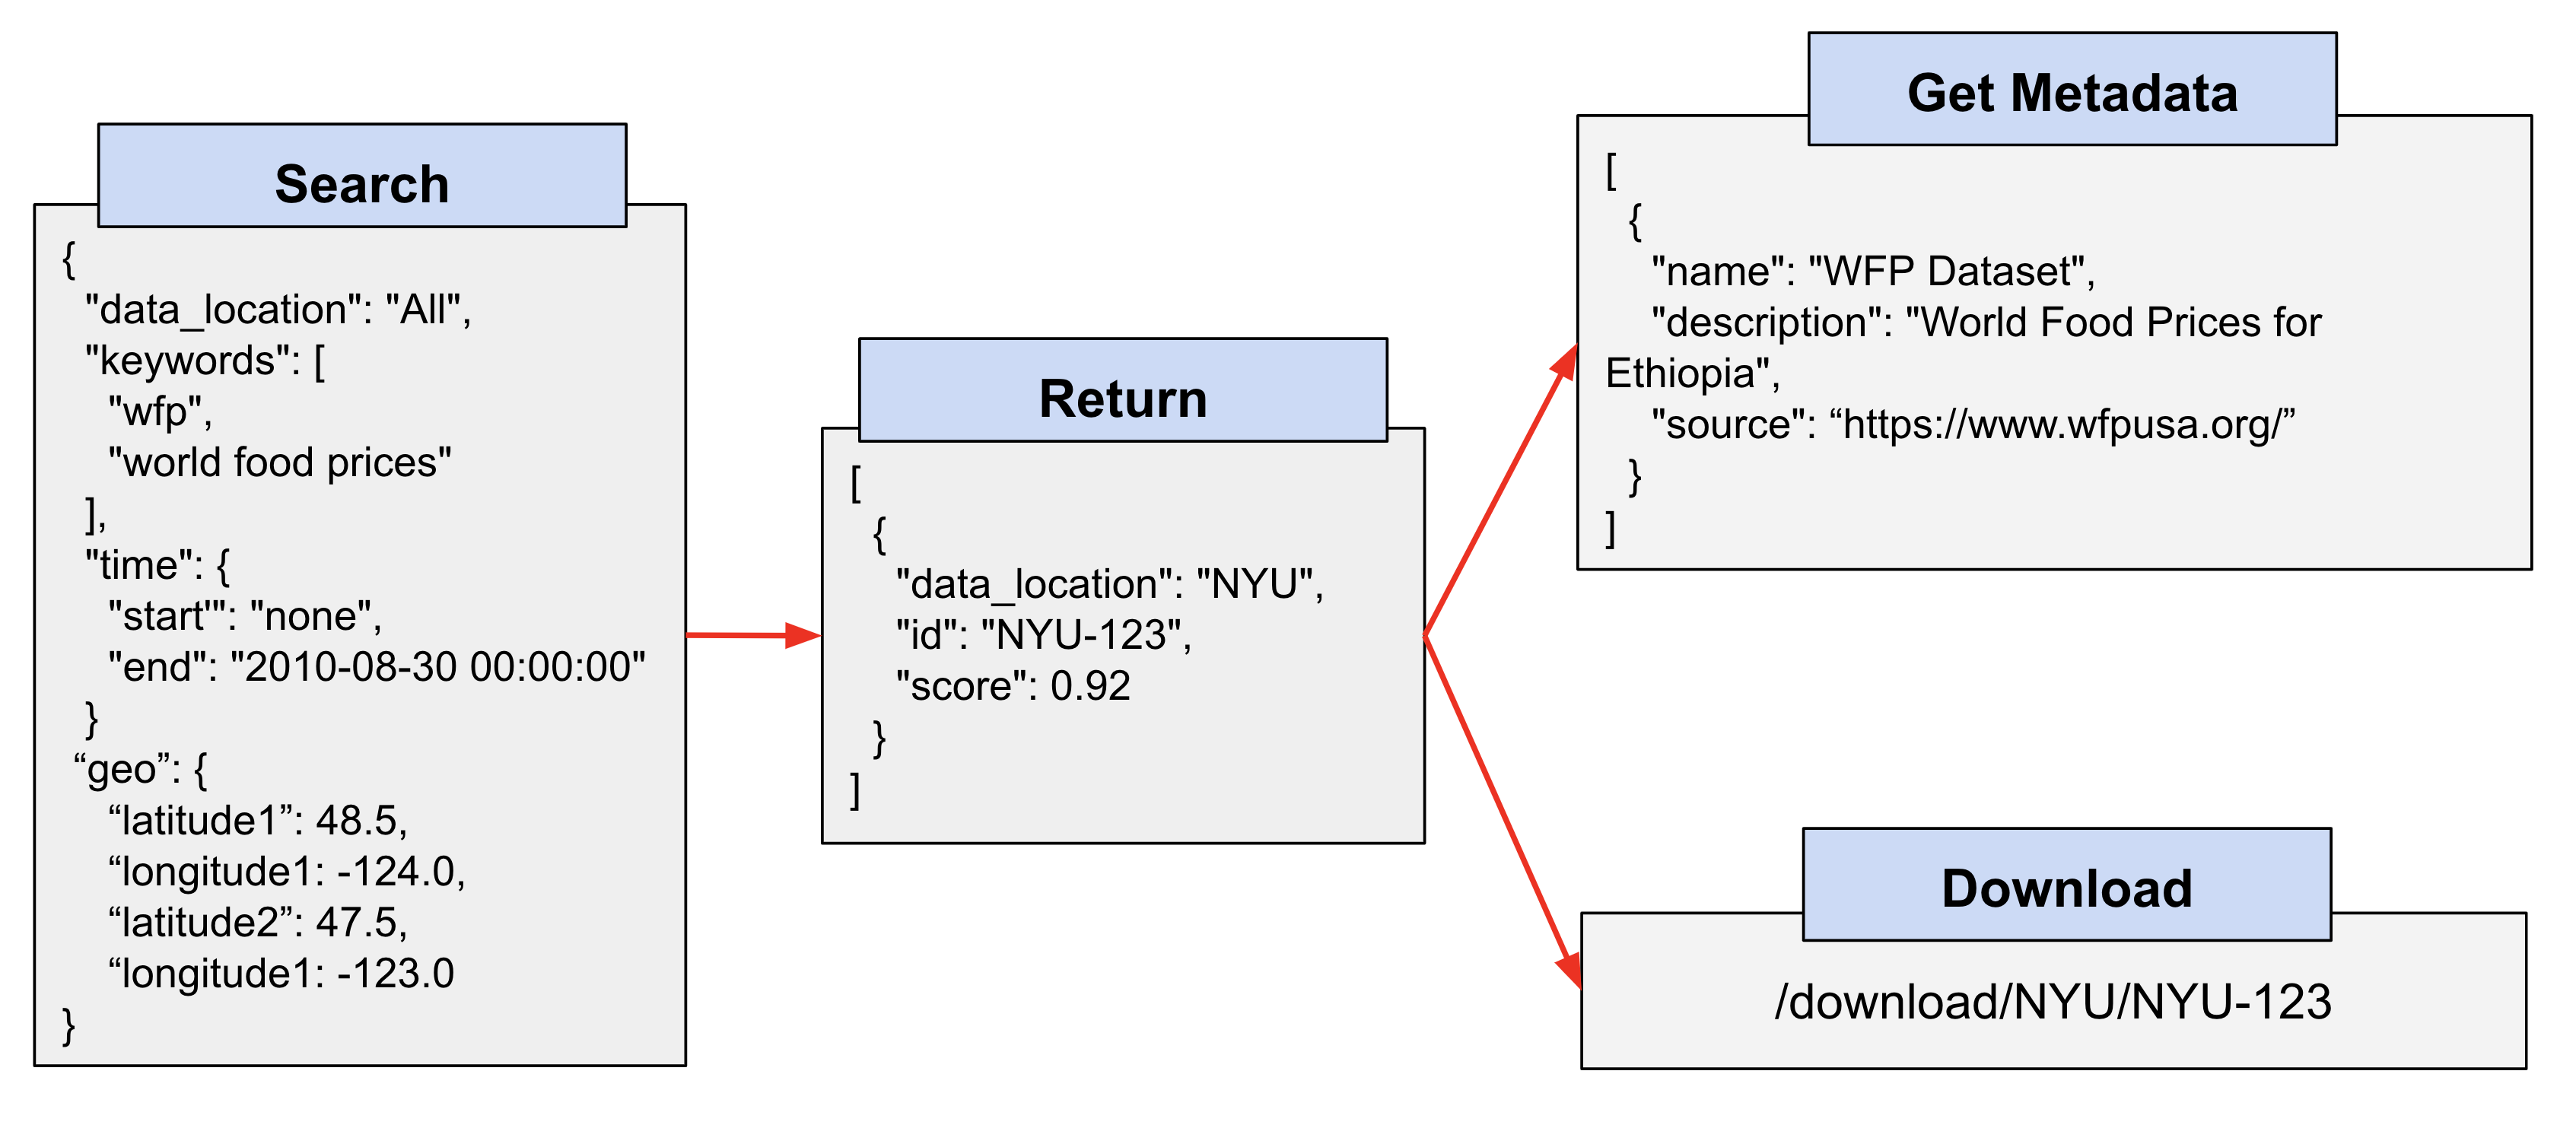 Search
{
"data_location": "All",
"keywords": [
"wfp",
"world food prices"
],
"time": {
"start'": "none",
"end": "2010-08-30 00:00:00"
}
“geo”: {
“latitude1”: 48.5,
“longitude1: -124.0,
“latitude2”: 47.5,
“longitude1: -123.0
}
Return
[
{
"data_location": "NYU",
"id": "NYU-123",
"score": 0.92
}
]
Get Metadata
[
{
"name": "WFP Dataset",
"description": "World Food Prices for
Ethiopia",
"source": “https://www.wfpusa.org/”
}
]
Download
/download/NYU/NYU-123